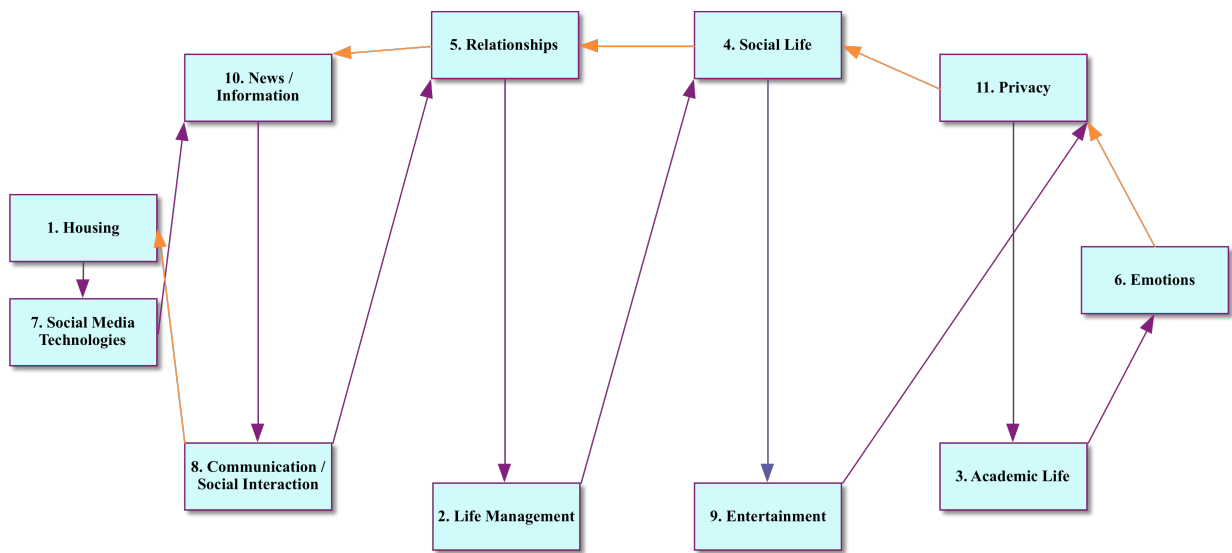 5. Relationships
4. Social Life
10. News /
Information
11. Privacy
1. Housing
6. Emotions
7. Social Media
Technologies
8. Communication /
Social Interaction
3. Academic Life
2. Life Management
9. Entertainment